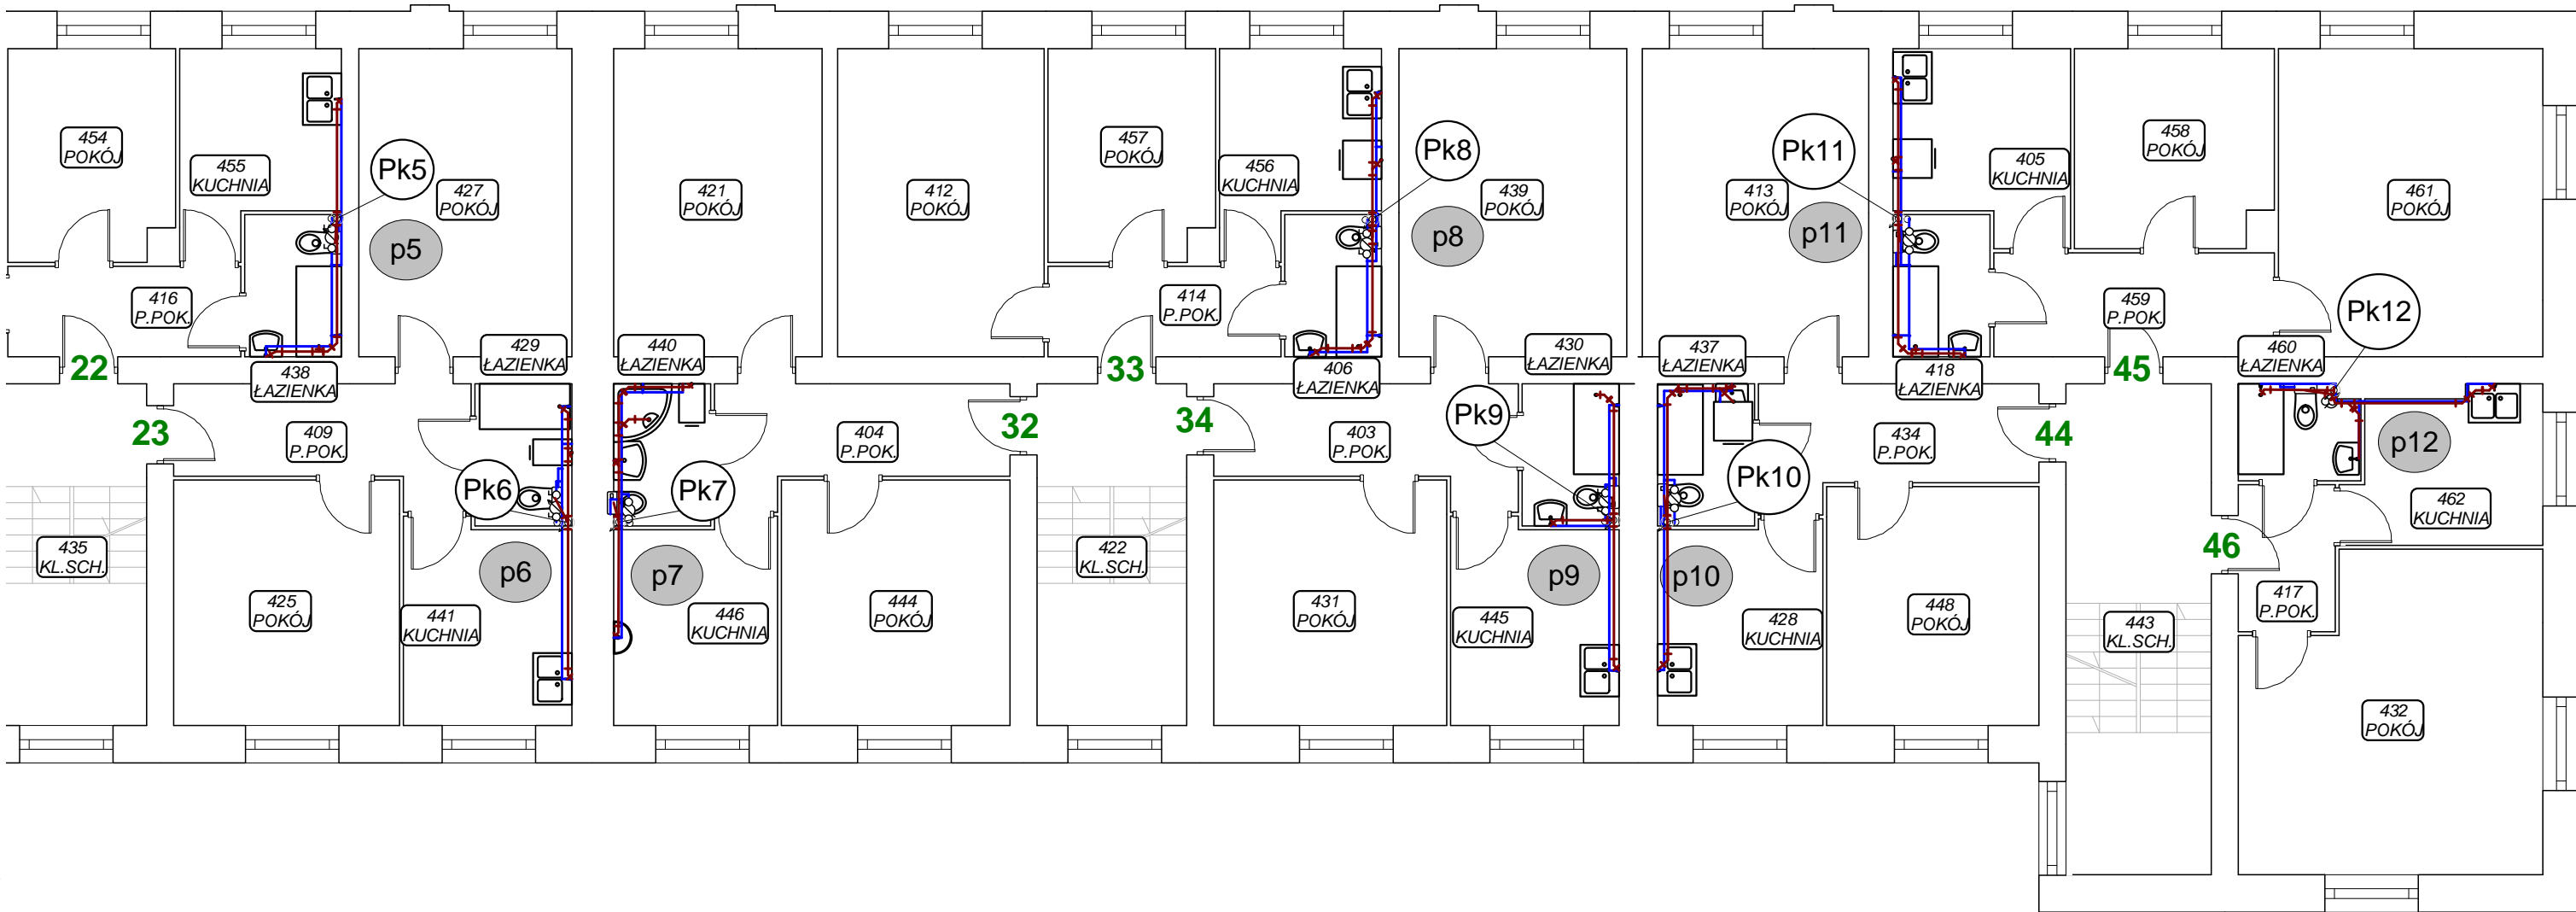 454
POKÓJ
455
KUCHNIA
Pk5
427
POKÓJ
p5
421
POKÓJ
412
POKÓJ
457
POKÓJ
456
KUCHNIA
Pk8
439
POKÓJ
p8
Pk11
413
POKÓJ
p11
405
KUCHNIA
458
POKÓJ
461
POKÓJ
416
P.POK.
414
P.POK.
459
P.POK.
Pk12
22
438
ŁAZIENKA
429
ŁAZIENKA
440
ŁAZIENKA
33
406
ŁAZIENKA
430
ŁAZIENKA
437
ŁAZIENKA
418
ŁAZIENKA
45
460
ŁAZIENKA
23
409
P.POK.
Pk6
Pk7
404
P.POK.
32
34
403
P.POK.
Pk9
Pk10
434
P.POK.
44
p12
462
KUCHNIA
435
KL.SCH.
425
POKÓJ
441
KUCHNIA
p6
p7
446
KUCHNIA
444
POKÓJ
422
KL.SCH.
431
POKÓJ
445
KUCHNIA
p9
p10
428
KUCHNIA
448
POKÓJ
443
KL.SCH.
46
417
P.POK.
432
POKÓJ